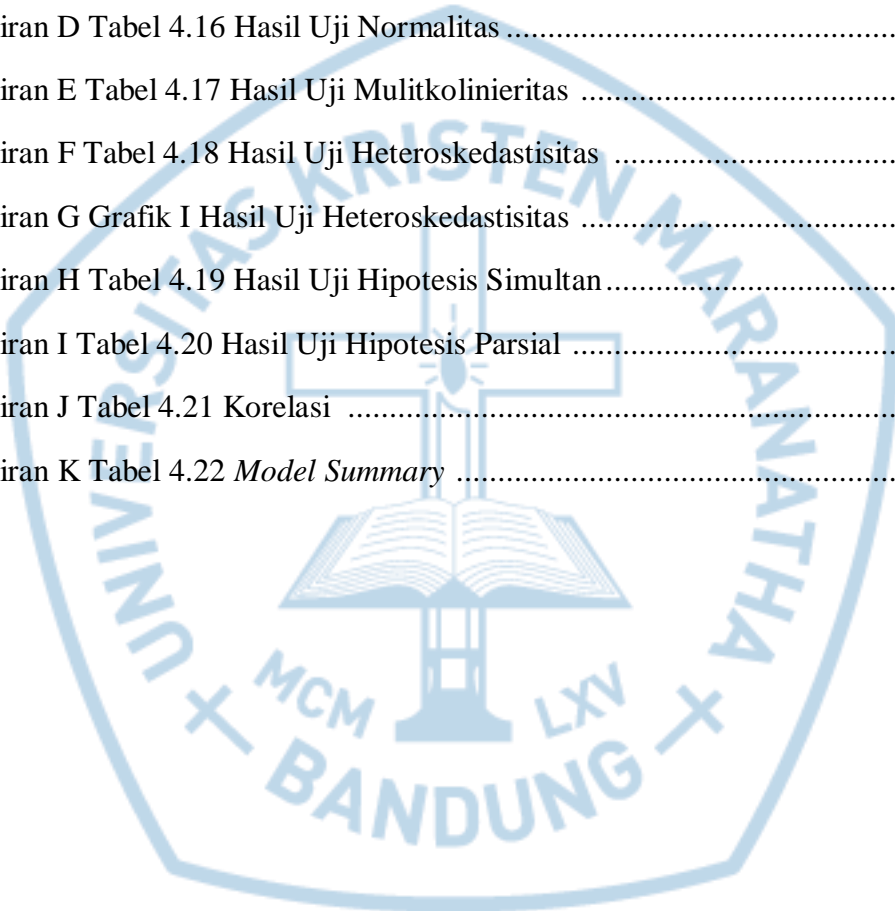 iran D Tabel 4.16 Hasil Uji Normalitas ................................................
iran E Tabel 4.17 Hasil Uji Mulitkolinieritas .......................................
iran F Tabel 4.18 Hasil Uji Heteroskedastisitas ...................................
iran G Grafik I Hasil Uji Heteroskedastisitas .......................................
iran H Tabel 4.19 Hasil Uji Hipotesis Simultan....................................
iran I Tabel 4.20 Hasil Uji Hipotesis Parsial ........................................
iran J Tabel 4.21 Korelasi ...................................................................
iran K Tabel 4.22 Model Summary ......................................................
UNIVERSITAS KRISTEN MARANATHA
MCM LXV
BANDUNG